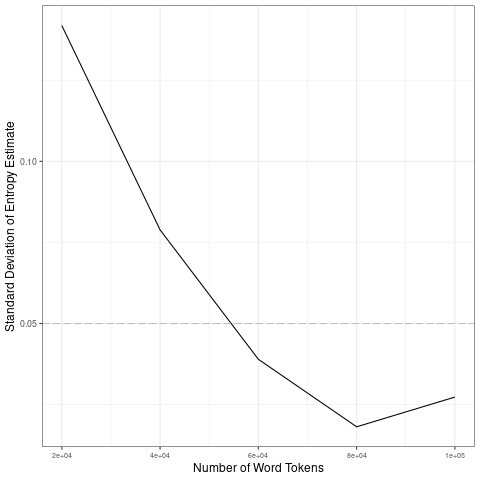 Standard Deviation of Entropy Estimate
0.10
0.05
2e+04 4e+04 6e+04 8e+04 1e+05
Number of Word Tokens